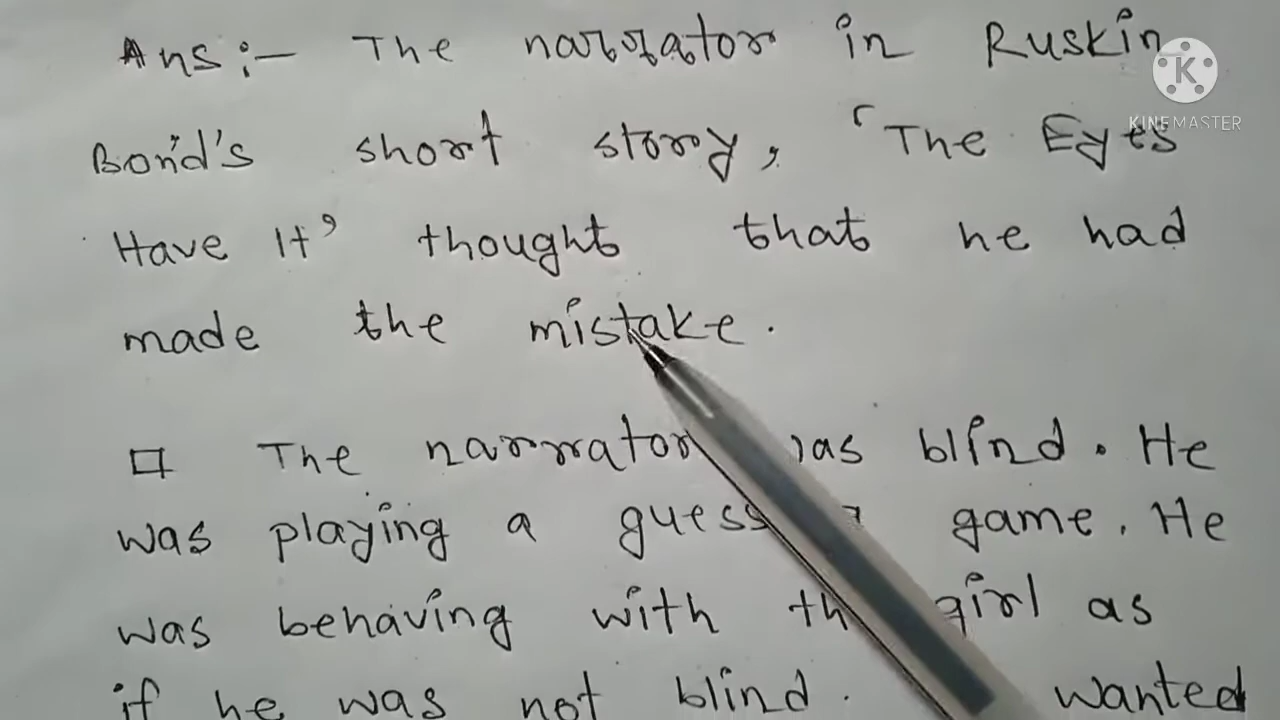 Ans :- The narrator in Ruskin
K
KINEMASTER
Bond's short story, 'The Eyes
Have It' thought that he had
made the mistake.
The narrator was blind. He
was playing a game. He
was behaving with girl as
if he was not blind. wanted